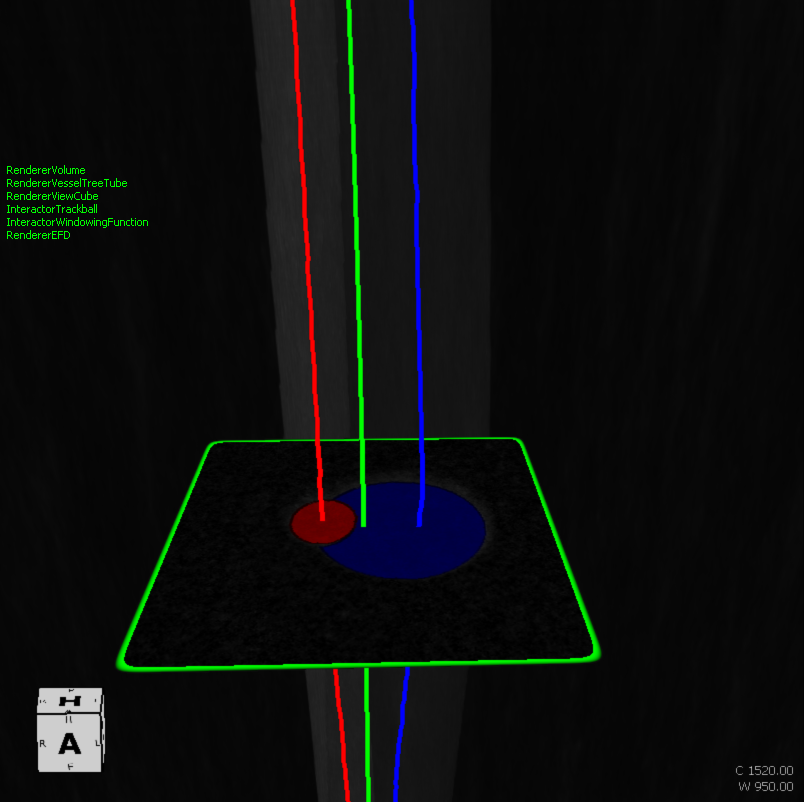 RendererVolume
RendererVesselTreeTube
RendererViewCube
InteractorTrackball
InteractorWindowingFunction
RendererEFD
H
H
R A L
F
C 1520.00
W 950.00